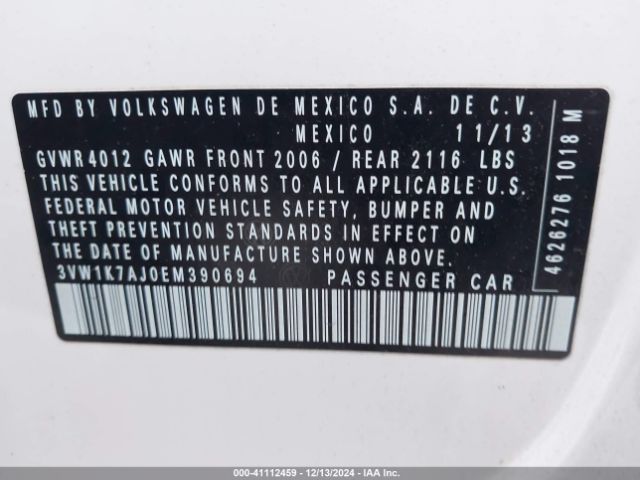 MFD BY VOLKSWAGEN DE MEXICO S.A. DE C.V.
MEXICO 11/13
GVWR 4012 GAWR FRONT 2006 / REAR 2116 LBS
THIS VEHICLE CONFORMS TO ALL APPLICABLE U.S.
FEDERAL MOTOR VEHICLE SAFETY, BUMPER AND
THEFT PREVENTION STANDARDS IN EFFECT ON
THE DATE OF MANUFACTURE SHOWN ABOVE.
3VW1K7AJ0EM390694 PASSENGER CAR
4626276 1018 M
000-41112459 - 12/13/2024 - IAA Inc.